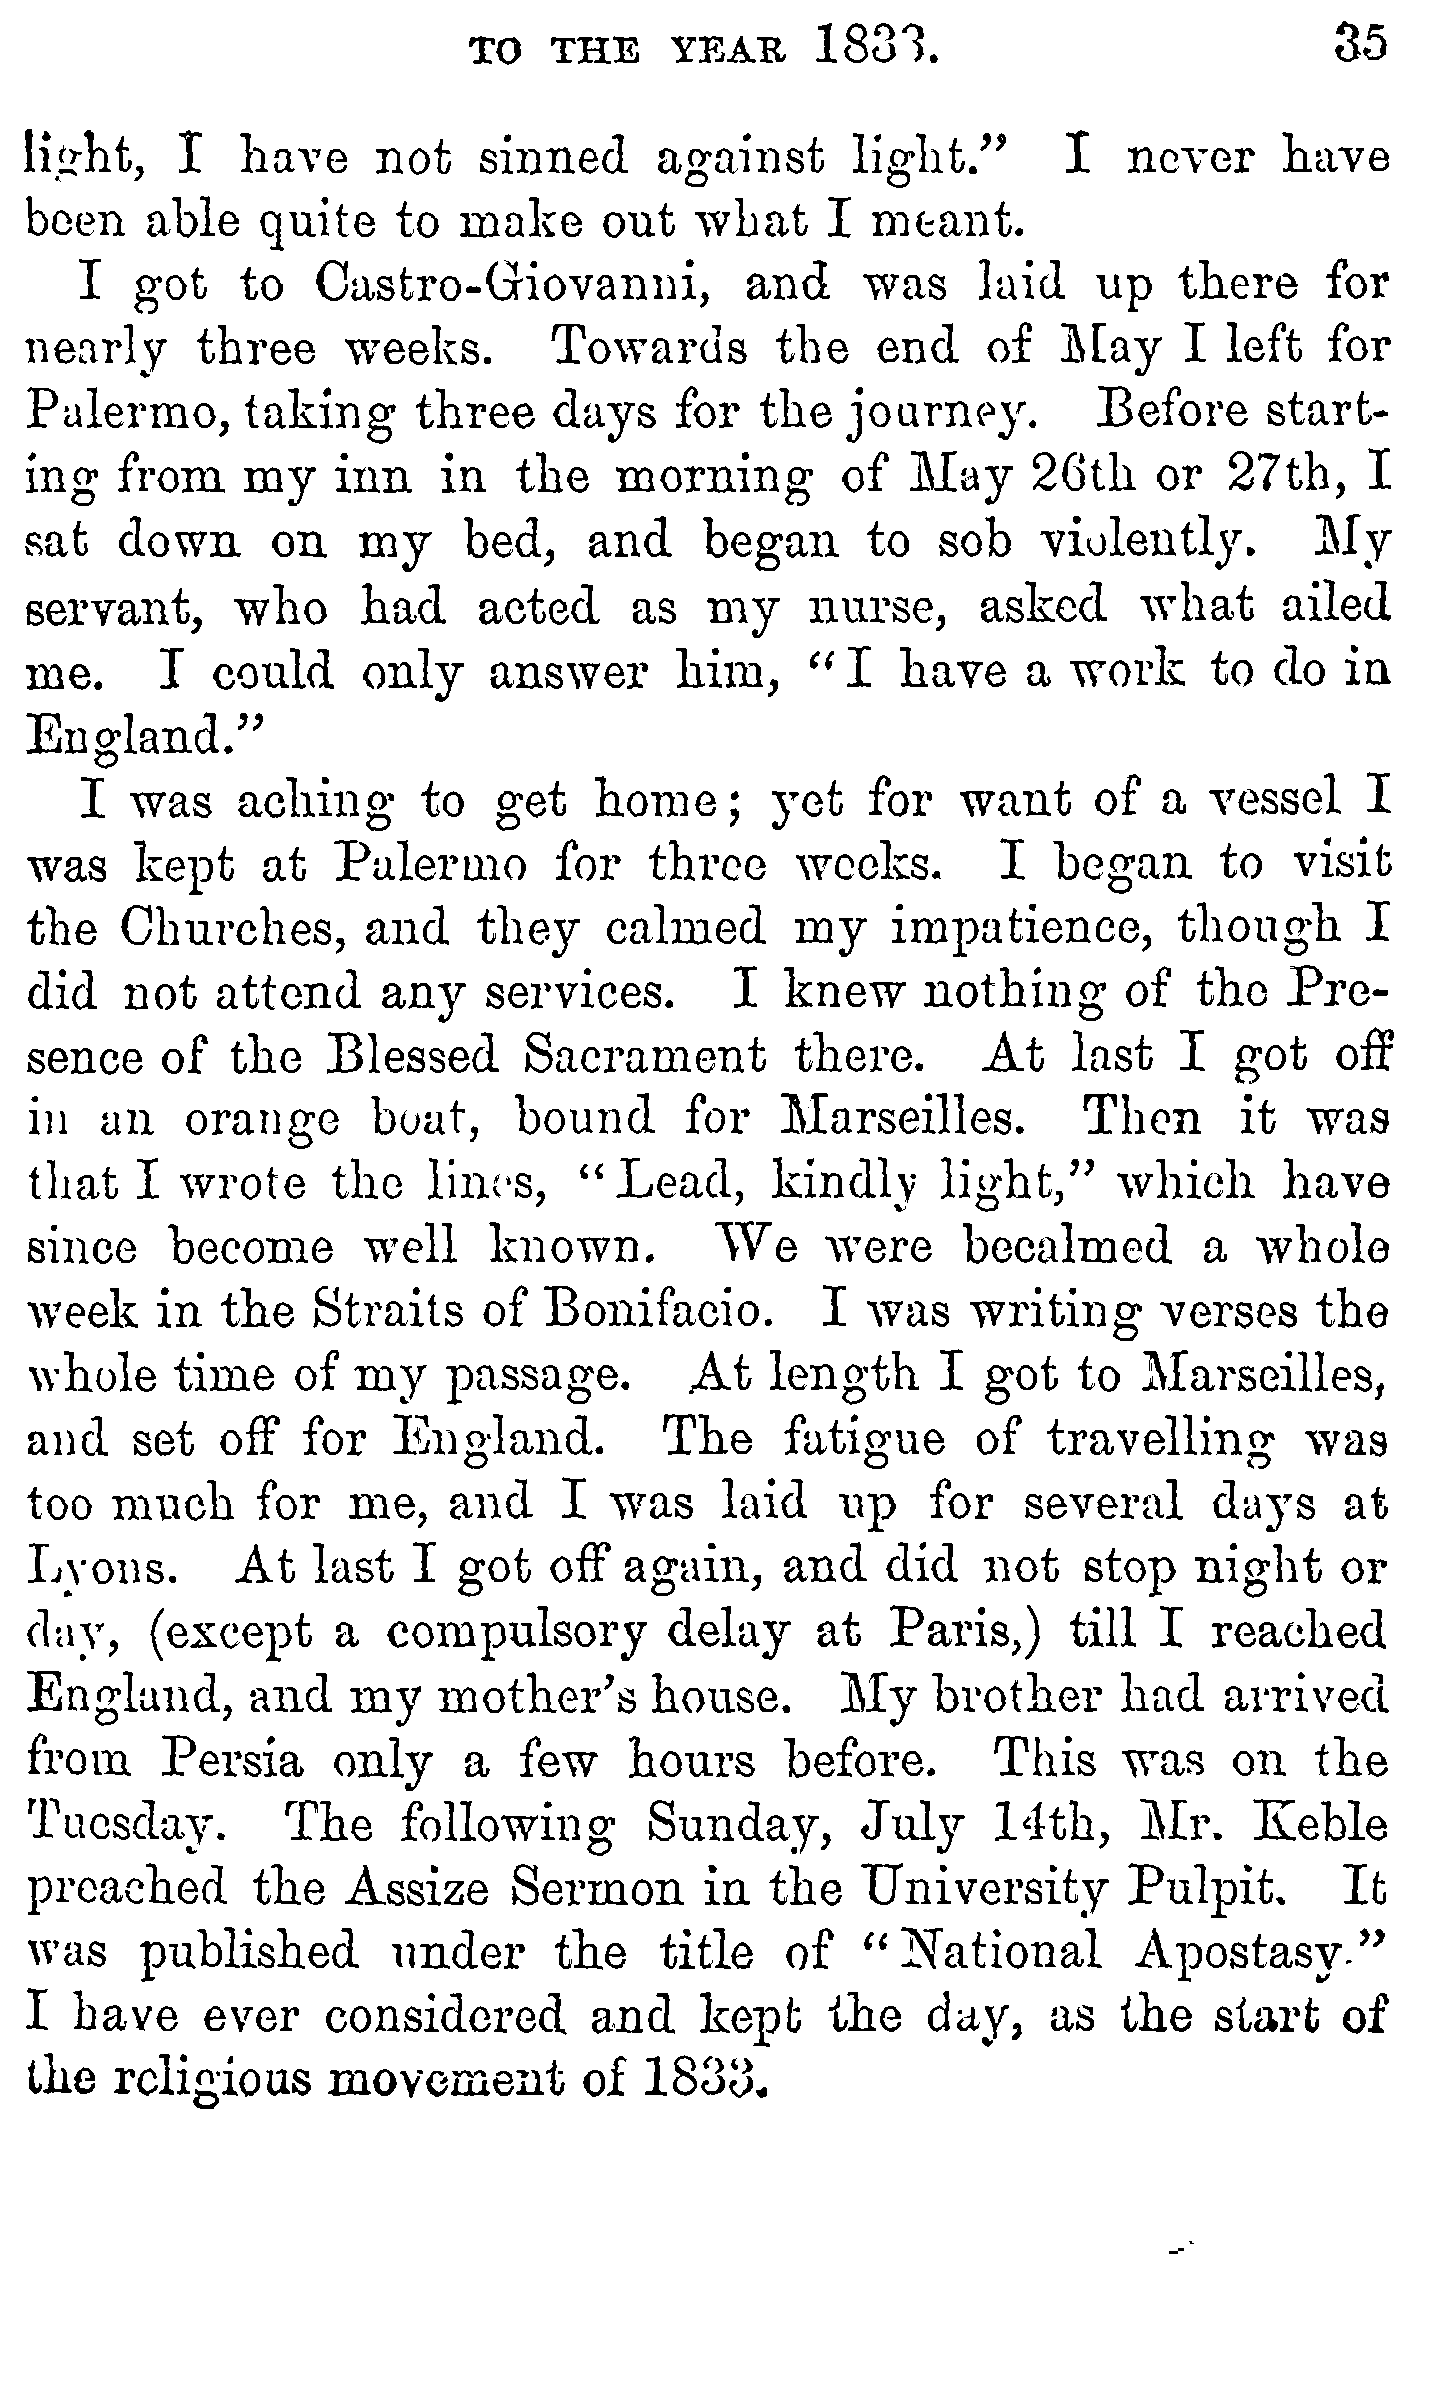 TO THE YEAR 1833. 35
light, I have not sinned against light.” I never have
been able quite to make out what I meant.
I got to Castro-Giovanni, and was laid up there for
nearly three weeks. Towards the end of May I left for
Palermo, taking three days for the journey. Before start-
ing from my inn in the morning of May 26th or 27th, I
sat down on my bed, and began to sob violently. My
servant, who had acted as my nurse, asked what ailed
me. I could only answer him, “I have a work to do in
England.”
I was aching to get home; yet for want of a vessel I
was kept at Palermo for three weeks. I began to visit
the Churches, and they calmed my impatience, though I
did not attend any services. I knew nothing of the Pre-
sence of the Blessed Sacrament there. At last I got off
in an orange boat, bound for Marseilles. Then it was
that I wrote the lines, “Lead, kindly light,” which have
since become well known. We were becalmed a whole
week in the Straits of Bonifacio. I was writing verses the
whole time of my passage. At length I got to Marseilles,
and set off for England. The fatigue of travelling was
too much for me, and I was laid up for several days at
Lyons. At last I got off again, and did not stop night or
day, (except a compulsory delay at Paris,) till I reached
England, and my mother’s house. My brother had arrived
from Persia only a few hours before. This was on the
Tuesday. The following Sunday, July 14th, Mr. Keble
preached the Assize Sermon in the University Pulpit. It
was published under the title of “National Apostasy.”
I have ever considered and kept the day, as the start of
the religious movement of 1833.